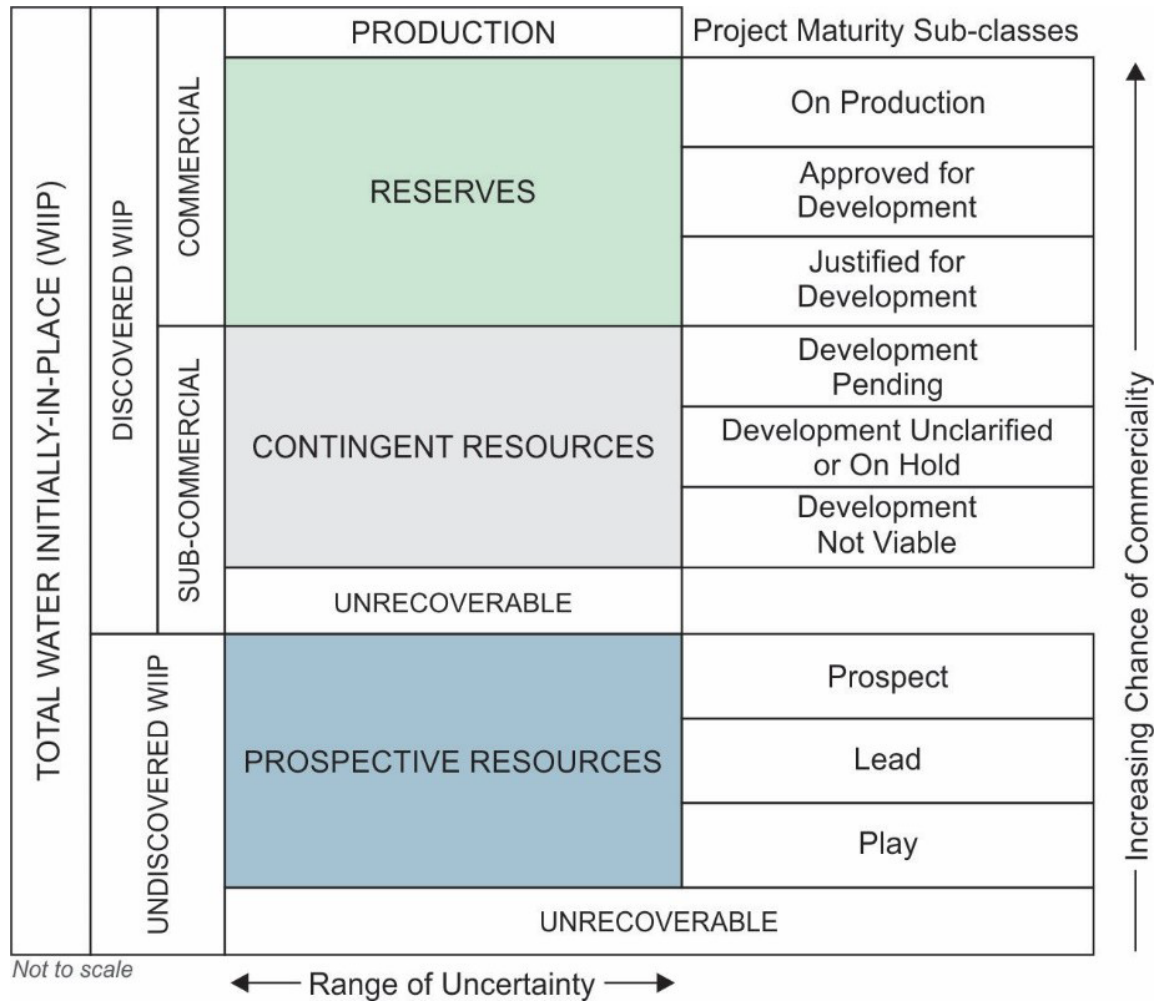 TOTAL WATER INITIALLY-IN-PLACE (WIIP)
DISCOVERED WIIP
UNDISCOVERED WIIP
COMMERCIAL
SUB-COMMERCIAL
PRODUCTION
Project Maturity Sub-classes
RESERVES
On Production
Approved for
Development
Justified for
Development
CONTINGENT RESOURCES
Development
Pending
Development Unclarified
or On Hold
Development
Not Viable
UNRECOVERABLE
PROSPECTIVE RESOURCES
Prospect
Lead
Play
UNRECOVERABLE
Increasing Chance of Commerciality
Not to scale
Range of Uncertainty